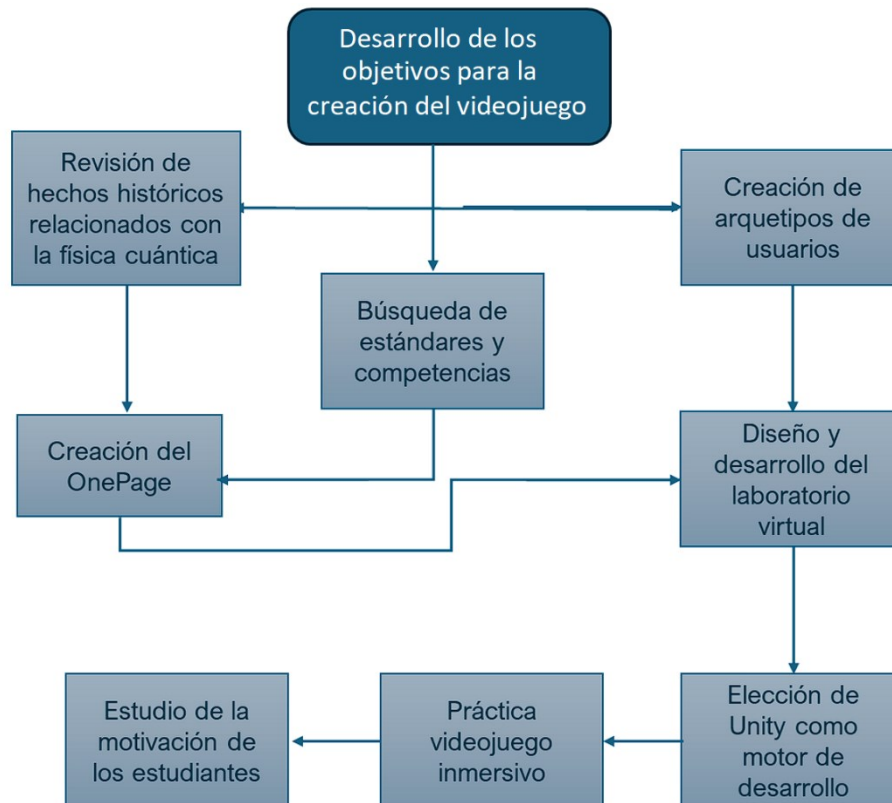 Desarrollo de los
objetivos para la
creación del videojuego
Revisión de
hechos históricos
relacionados con
la física cuántica
Creación de
arquetipos de
usuarios
Búsqueda de
estándares y
competencias
Creación del
OnePage
Diseño y
desarrollo del
laboratorio
virtual
Estudio de la
motivación de
los estudiantes
Práctica
videojuego
inmersivo
Elección de
Unity como
motor de
desarrollo